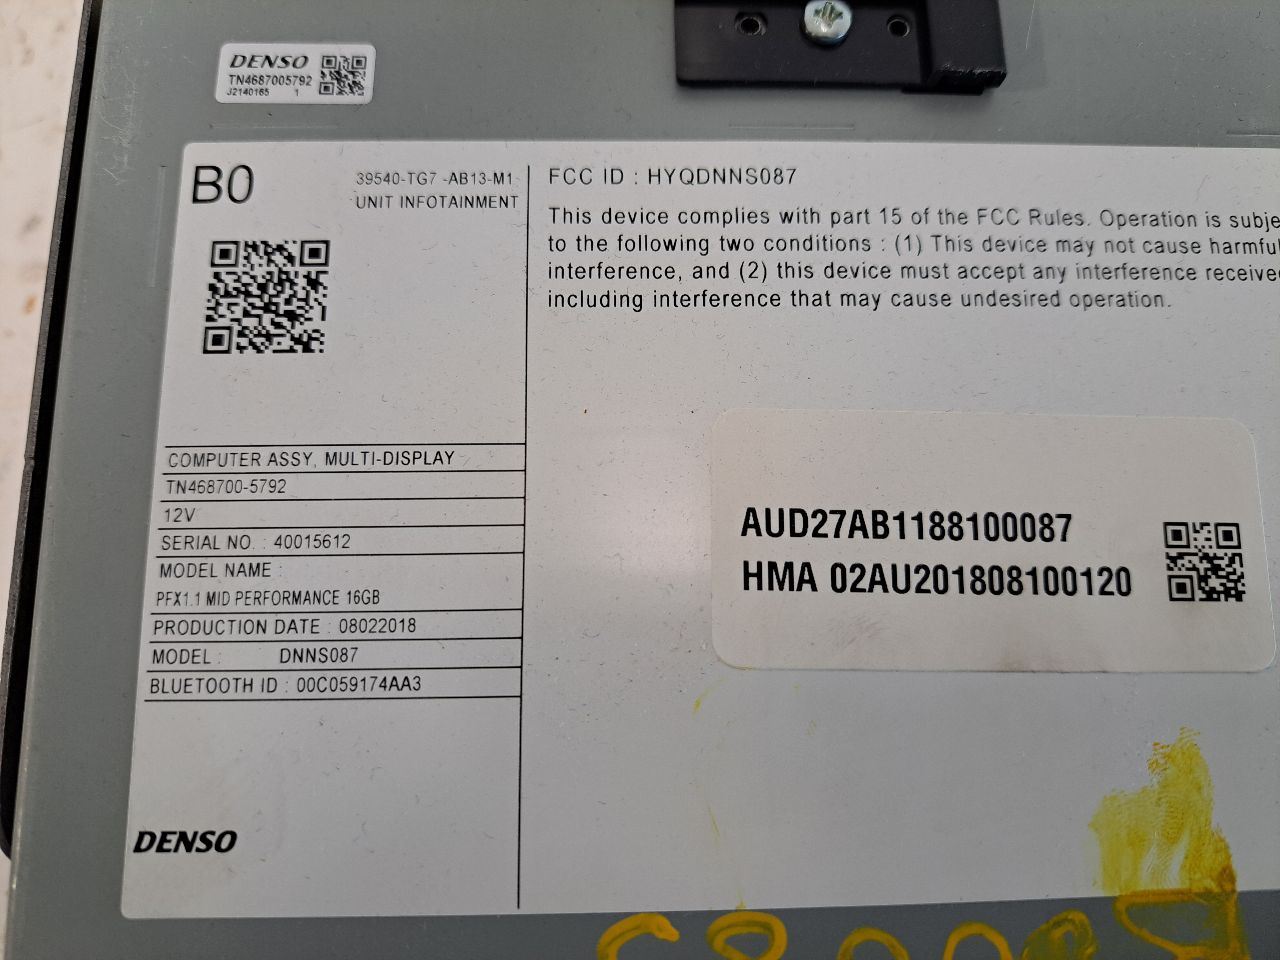 DENSO
TN4687005792
J2140165 1
B0
39540-TG7 -AB13-M1
UNIT INFOTAINMENT
COMPUTER ASSY, MULTI-DISPLAY
TN468700-5792
12V
SERIAL NO. : 40015612
MODEL NAME :
PFX1.1 MID PERFORMANCE 16GB
PRODUCTION DATE : 08022018
MODEL : DNNS087
BLUETOOTH ID : 00C059174AA3
DENSO
FCC ID : HYQDNNS087
This device complies with part 15 of the FCC Rules. Operation is subje
to the following two conditions : (1) This device may not cause harmful
interference, and (2) this device must accept any interference received
including interference that may cause undesired operation.
AUD27AB1188100087
HMA 02AU201808100120